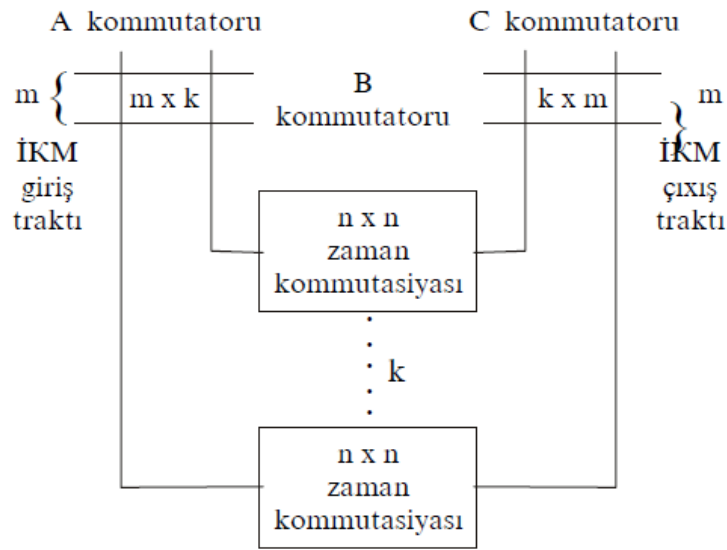 A kommutatoru
C kommutatoru
m { m x k
B
kommutatoru
k x m } m
İKM
giriş
traktı
İKM
çıxış
traktı
n x n
zaman
kommutasiyası
k
n x n
zaman
kommutasiyası